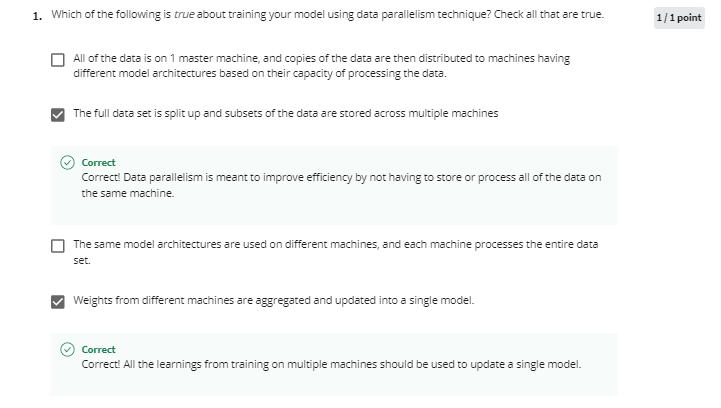 1. Which of the following is true about training your model using data parallelism technique? Check all that are true.
1 / 1 point
All of the data is on 1 master machine, and copies of the data are then distributed to machines having
different model architectures based on their capacity of processing the data.
The full data set is split up and subsets of the data are stored across multiple machines
Correct
Correct! Data parallelism is meant to improve efficiency by not having to store or process all of the data on
the same machine.
The same model architectures are used on different machines, and each machine processes the entire data
set.
Weights from different machines are aggregated and updated into a single model.
Correct
Correct! All the learnings from training on multiple machines should be used to update a single model.